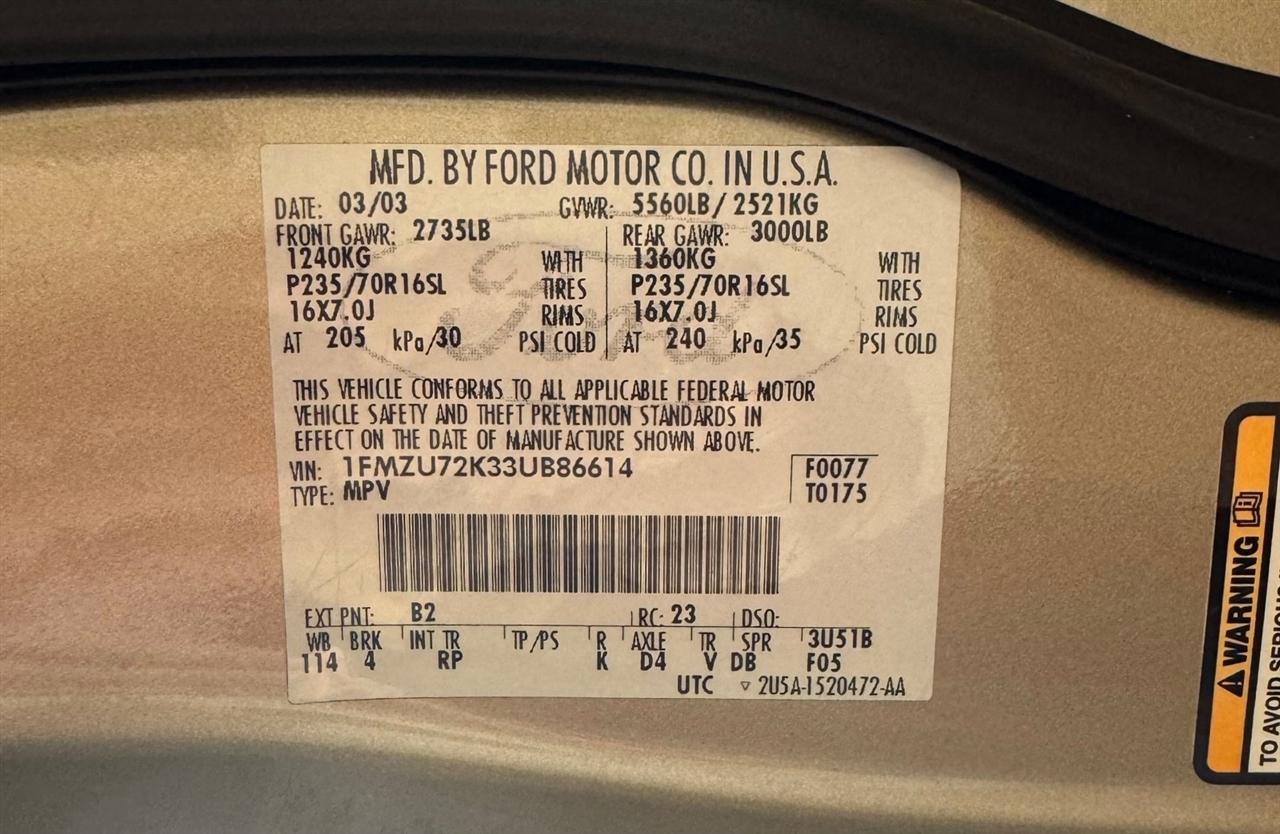 MFD. BY FORD MOTOR CO. IN U.S.A.
DATE: 03/03 GVWR: 5560LB/ 2521KG
FRONT GAWR: 2735LB REAR GAWR: 3000LB
1240KG WITH 1360KG WITH
P235/70R16SL TIRES P235/70R16SL TIRES
16X7.0J RIMS 16X7.0J RIMS
AT 205 kPa/30 PSI COLD AT 240 kPa/35 PSI COLD
Ford
THIS VEHICLE CONFORMS TO ALL APPLICABLE FEDERAL MOTOR
VEHICLE SAFETY AND THEFT PREVENTION STANDARDS IN
EFFECT ON THE DATE OF MANUFACTURE SHOWN ABOVE.
VIN: 1FMZU72K33UB86614 F0077
TYPE: MPV T0175
EXT PNT: B2 RC: 23 DSO:
WB BRK INT TR TP/PS R AXLE TR SPR 3U51B
114 4 RP K D4 V DB F05
UTC ▽ 2U5A-1520472-AA
WARNING
TO AVOID SERIOUS